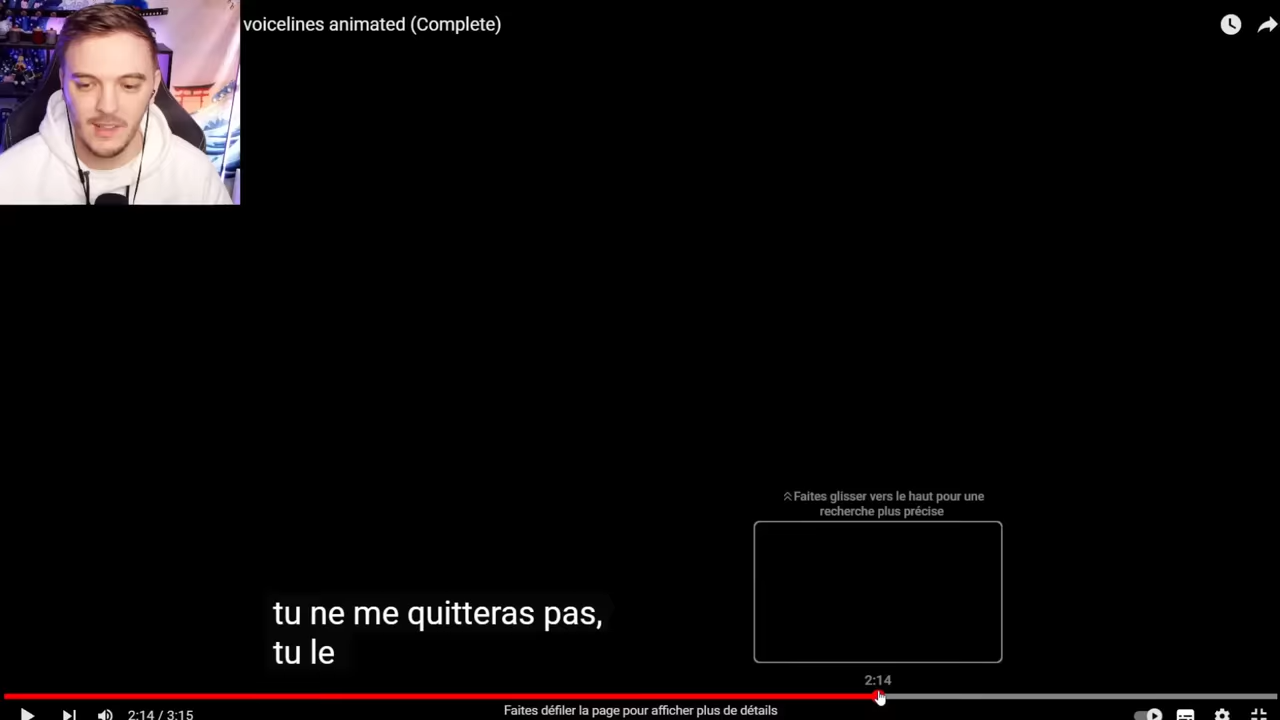 voicelines animated (Complete)
Faites glisser vers le haut pour une
recherche plus précise
tu ne me quitteras pas,
tu le
2:14
2:14 / 3:15
Faites défiler la page pour afficher plus de détails